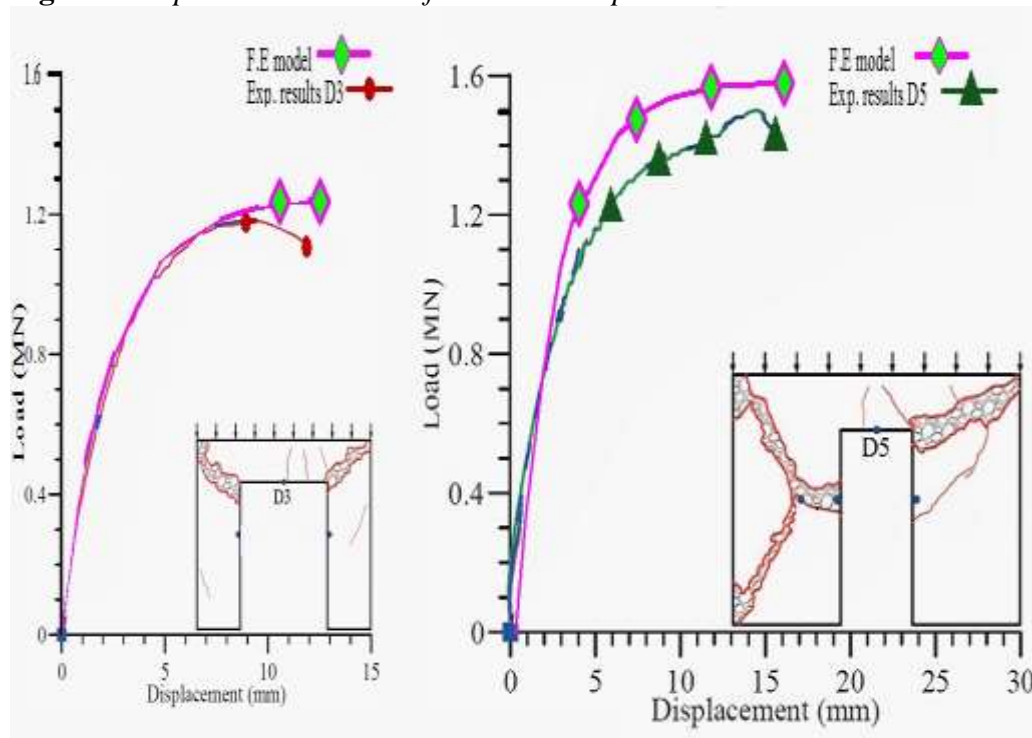 F.E model
Exp. results D3
1.6
1.2
0.8
0.4
0
Load (MN)
D3
0
5
10
15
Displacement (mm)
F.E model
Exp. results D5
1.6
1.2
0.8
0.4
0
Load (MN)
D5
0
5
10
15
20
25
30
Displacement (mm)